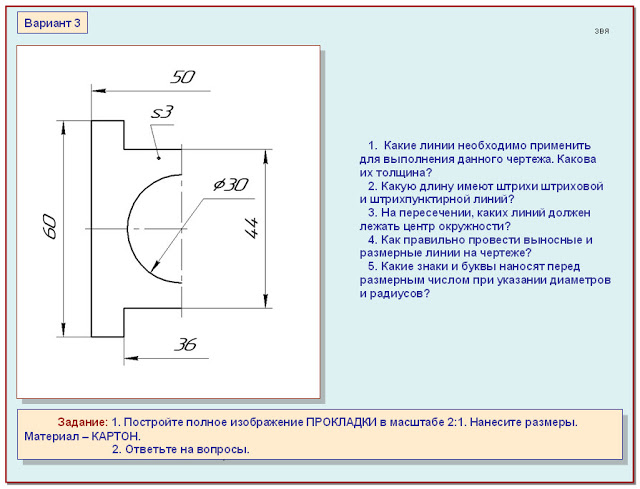 Вариант 3
звя
50
s3
⌀30
60
44
36
1. Какие линии необходимо применить
для выполнения данного чертежа. Какова
их толщина?
2. Какую длину имеют штрихи штриховой
и штрихпунктирной линий?
3. На пересечении, каких линий должен
лежать центр окружности?
4. Как правильно провести выносные и
размерные линии на чертеже?
5. Какие знаки и буквы наносят перед
размерным числом при указании диаметров
и радиусов?
Задание: 1. Постройте полное изображение ПРОКЛАДКИ в масштабе 2:1. Нанесите размеры.
Материал – КАРТОН.
2. Ответьте на вопросы.